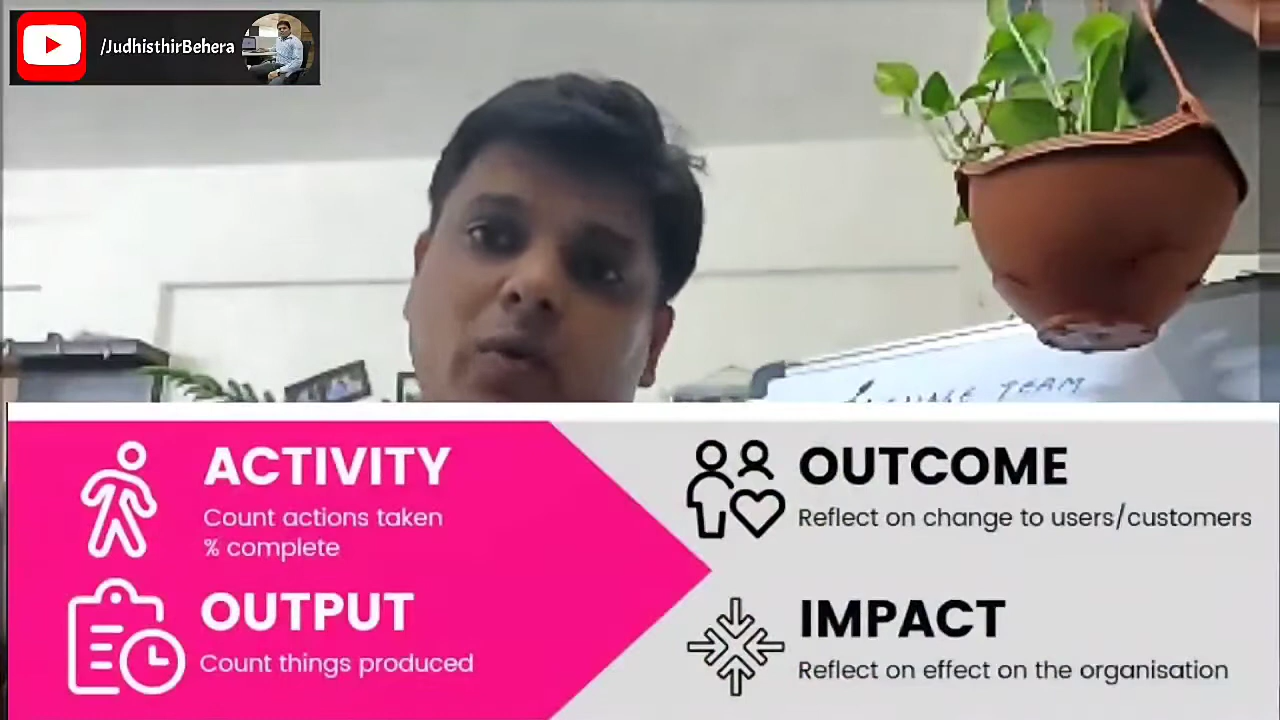 /JudhisthirBehera
TEAM
ACTIVITY
Count actions taken
% complete
OUTPUT
Count things produced
OUTCOME
Reflect on change to users/customers
IMPACT
Reflect on effect on the organisation